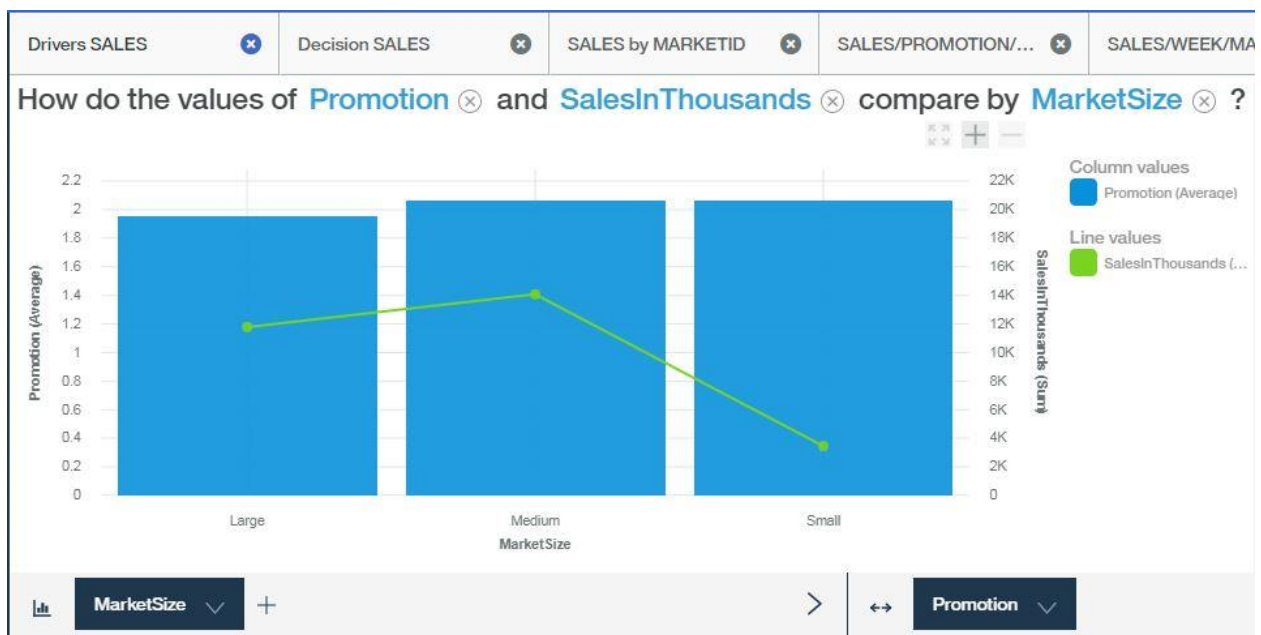 Drivers SALES
Decision SALES
SALES by MARKETID
SALES/PROMOTION/...
SALES/WEEK/MA
How do the values of Promotion and SalesInThousands compare by MarketSize ?
Column values
Promotion (Average)
Line values
SalesInThousands (...
Promotion (Average)
2.2
2
1.8
1.6
1.4
1.2
1
0.8
0.6
0.4
0.2
0
22K
20K
18K
16K
14K
12K
10K
8K
6K
4K
2K
0
SalesInThousands (Sum)
Large
Medium
Small
MarketSize
MarketSize
Promotion